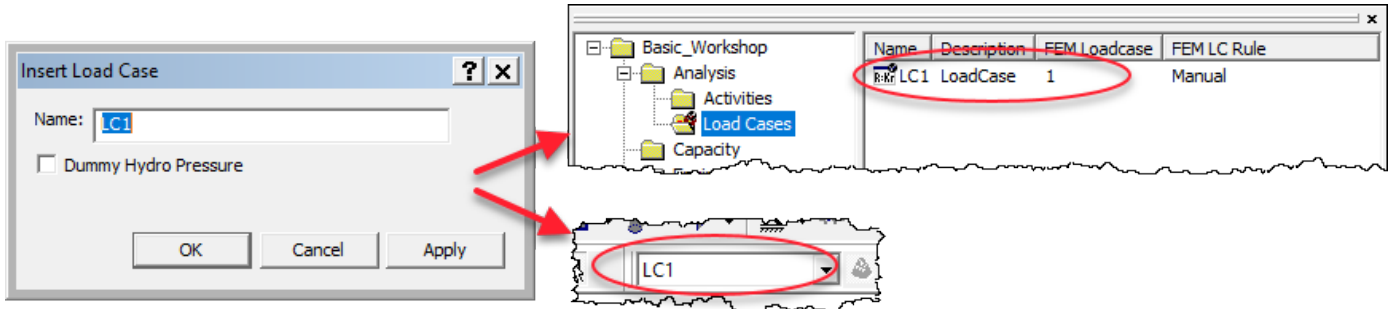 Insert Load Case
? x
Name: LC1
Dummy Hydro Pressure
OK Cancel Apply
x
Basic_Workshop
Analysis
Activities
Load Cases
Capacity
Name Description FEM Loadcase FEM LC Rule
LC1 LoadCase 1 Manual
LC1